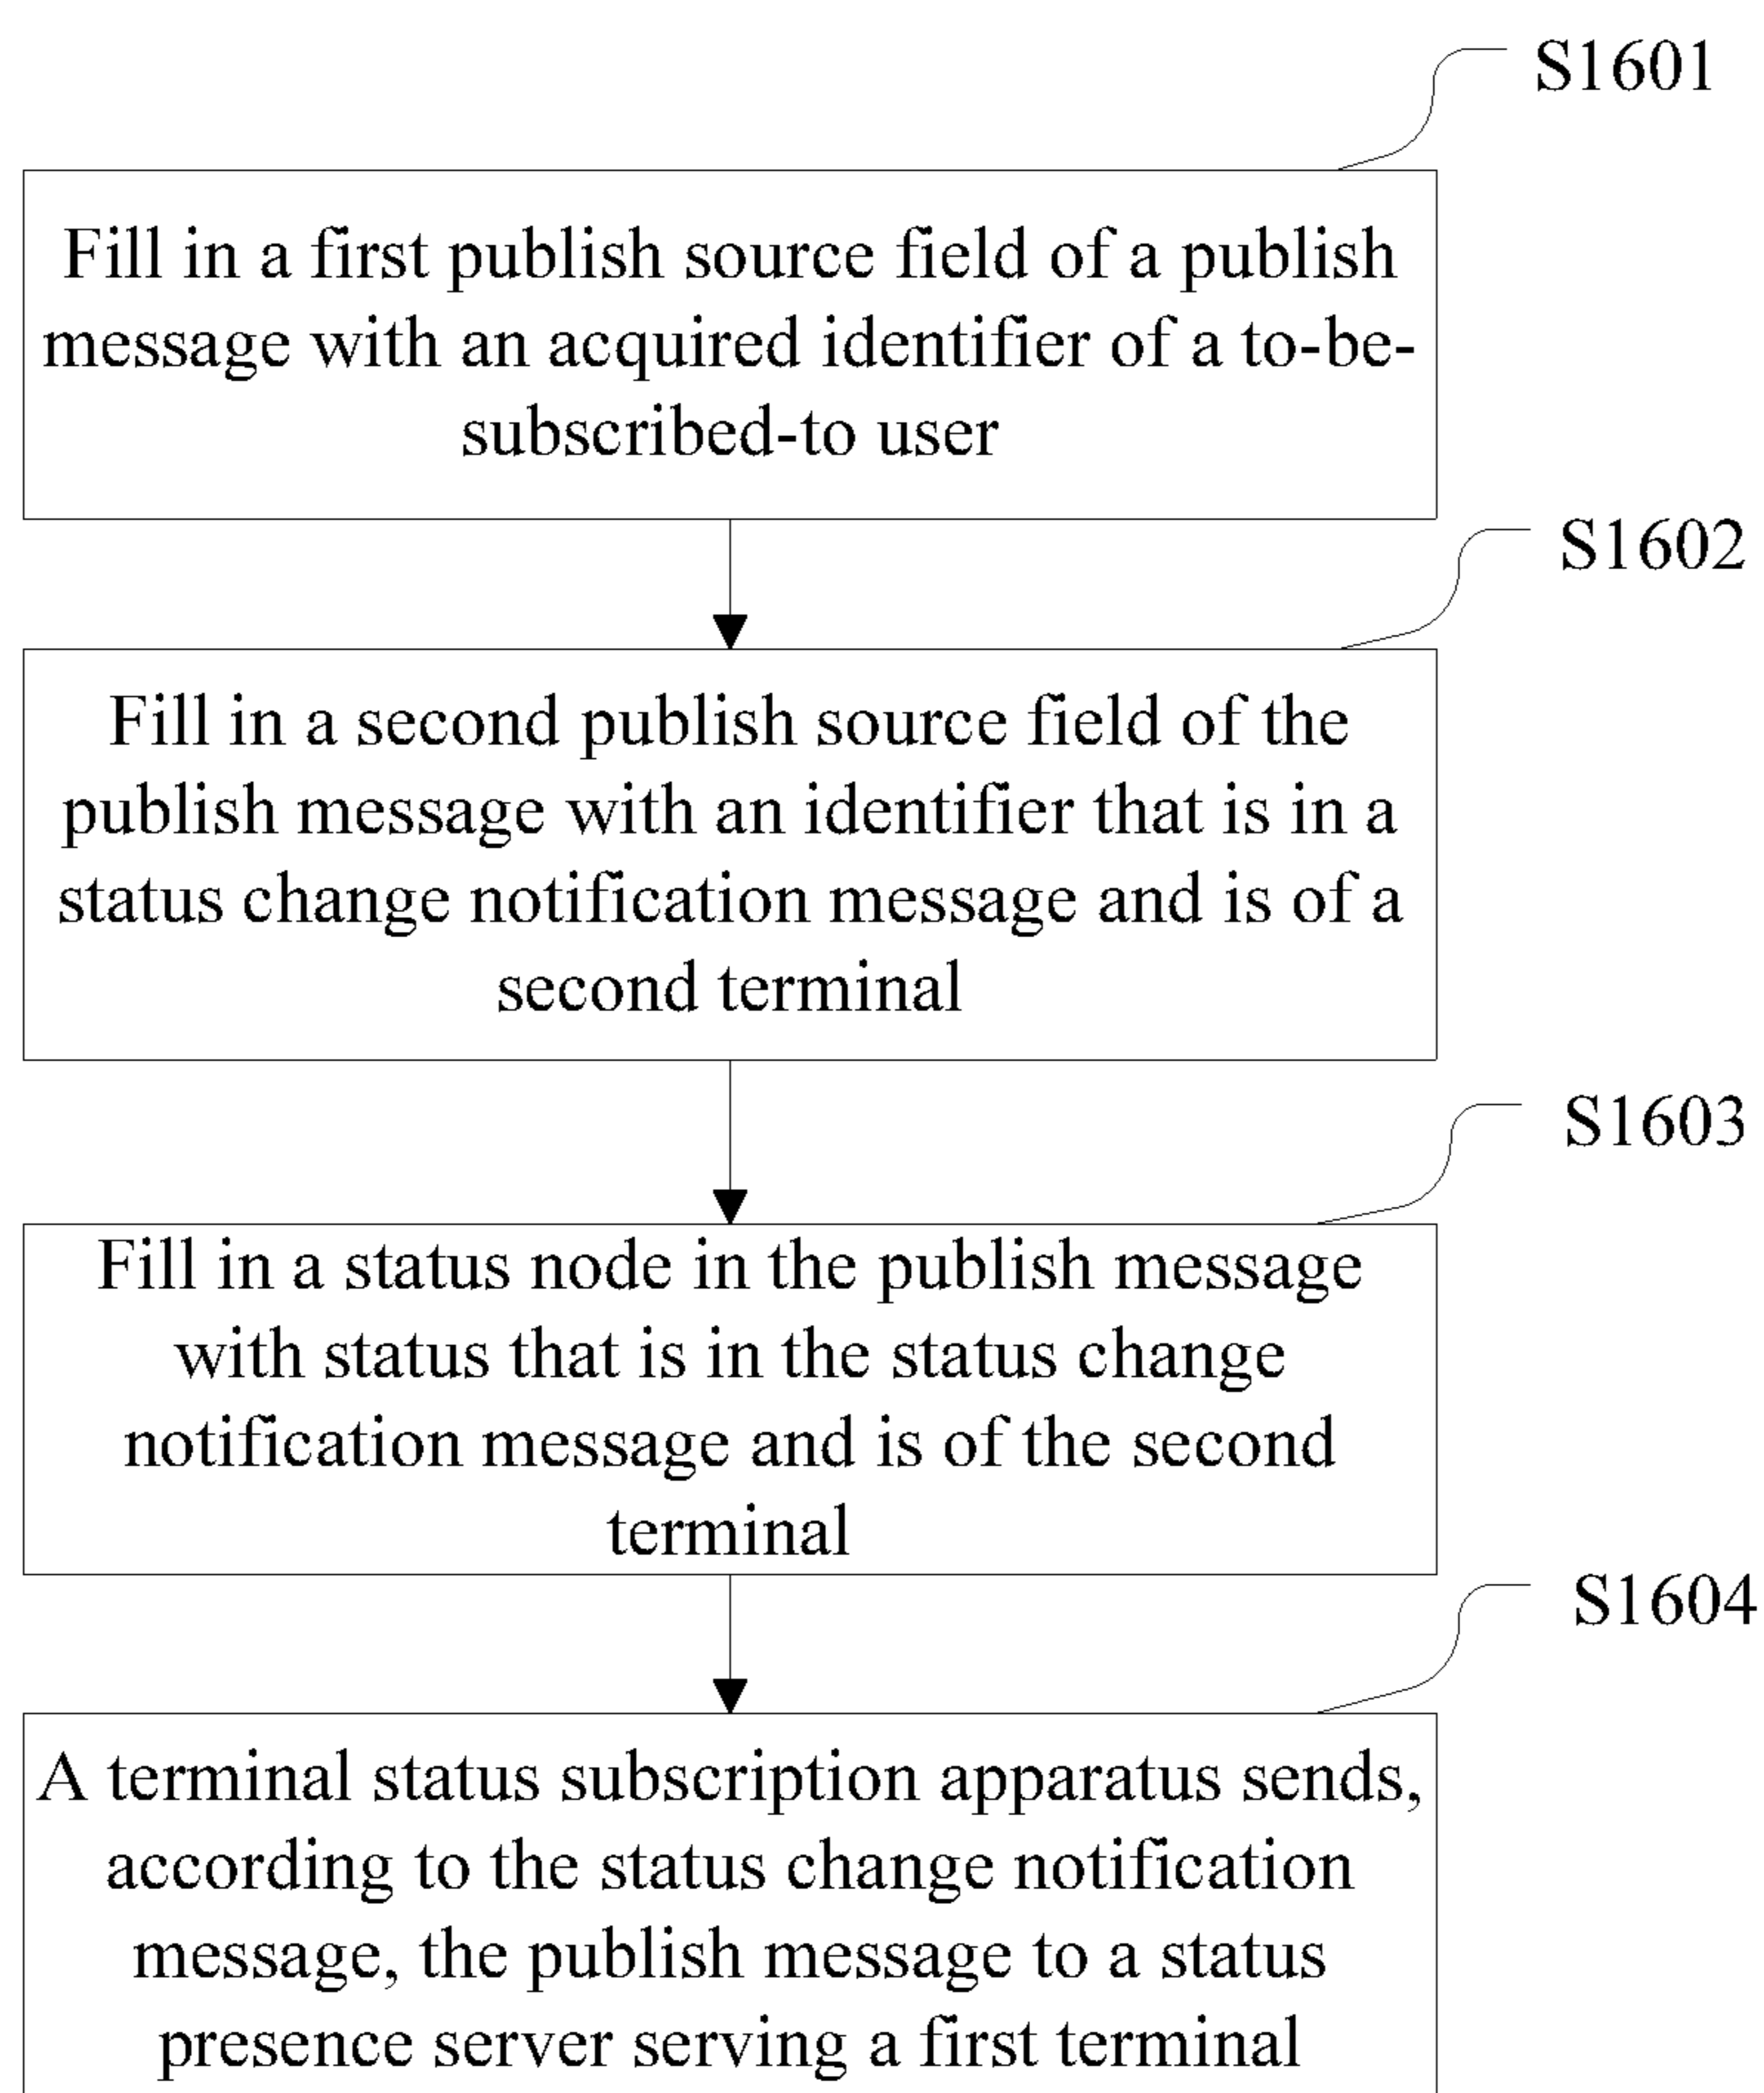 S1601
Fill in a first publish source field of a publish
message with an acquired identifier of a to-be-
subscribed-to user
S1602
Fill in a second publish source field of the
publish message with an identifier that is in a
status change notification message and is of a
second terminal
S1603
Fill in a status node in the publish message
with status that is in the status change
notification message and is of the second
terminal
S1604
A terminal status subscription apparatus sends,
according to the status change notification
message, the publish message to a status
presence server serving a first terminal